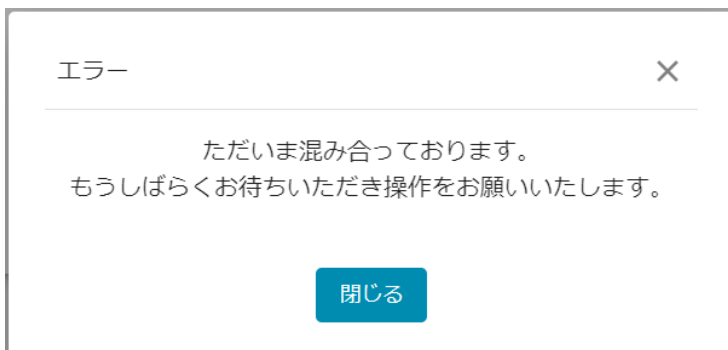 エラー
ただいま混み合っております。
もうしばらくお待ちいただき操作をお願いいたします。
閉じる